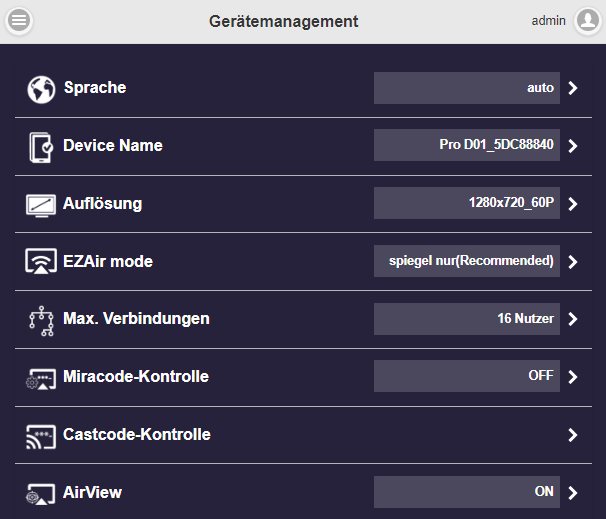 Gerätemanagement admin
Sprache auto
Device Name Pro D01_5DC88840
Auflösung 1280x720_60P
EZAir mode spiegel nur(Recommended)
Max. Verbindungen 16 Nutzer
Miracode-Kontrolle OFF
Castcode-Kontrolle
AirView ON